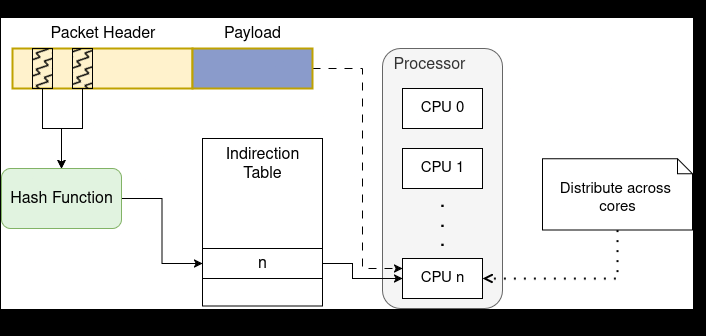 Packet Header
Payload
Processor
CPU 0
Indirection
Table
CPU 1
Hash Function
Distribute across
cores
n
CPU n